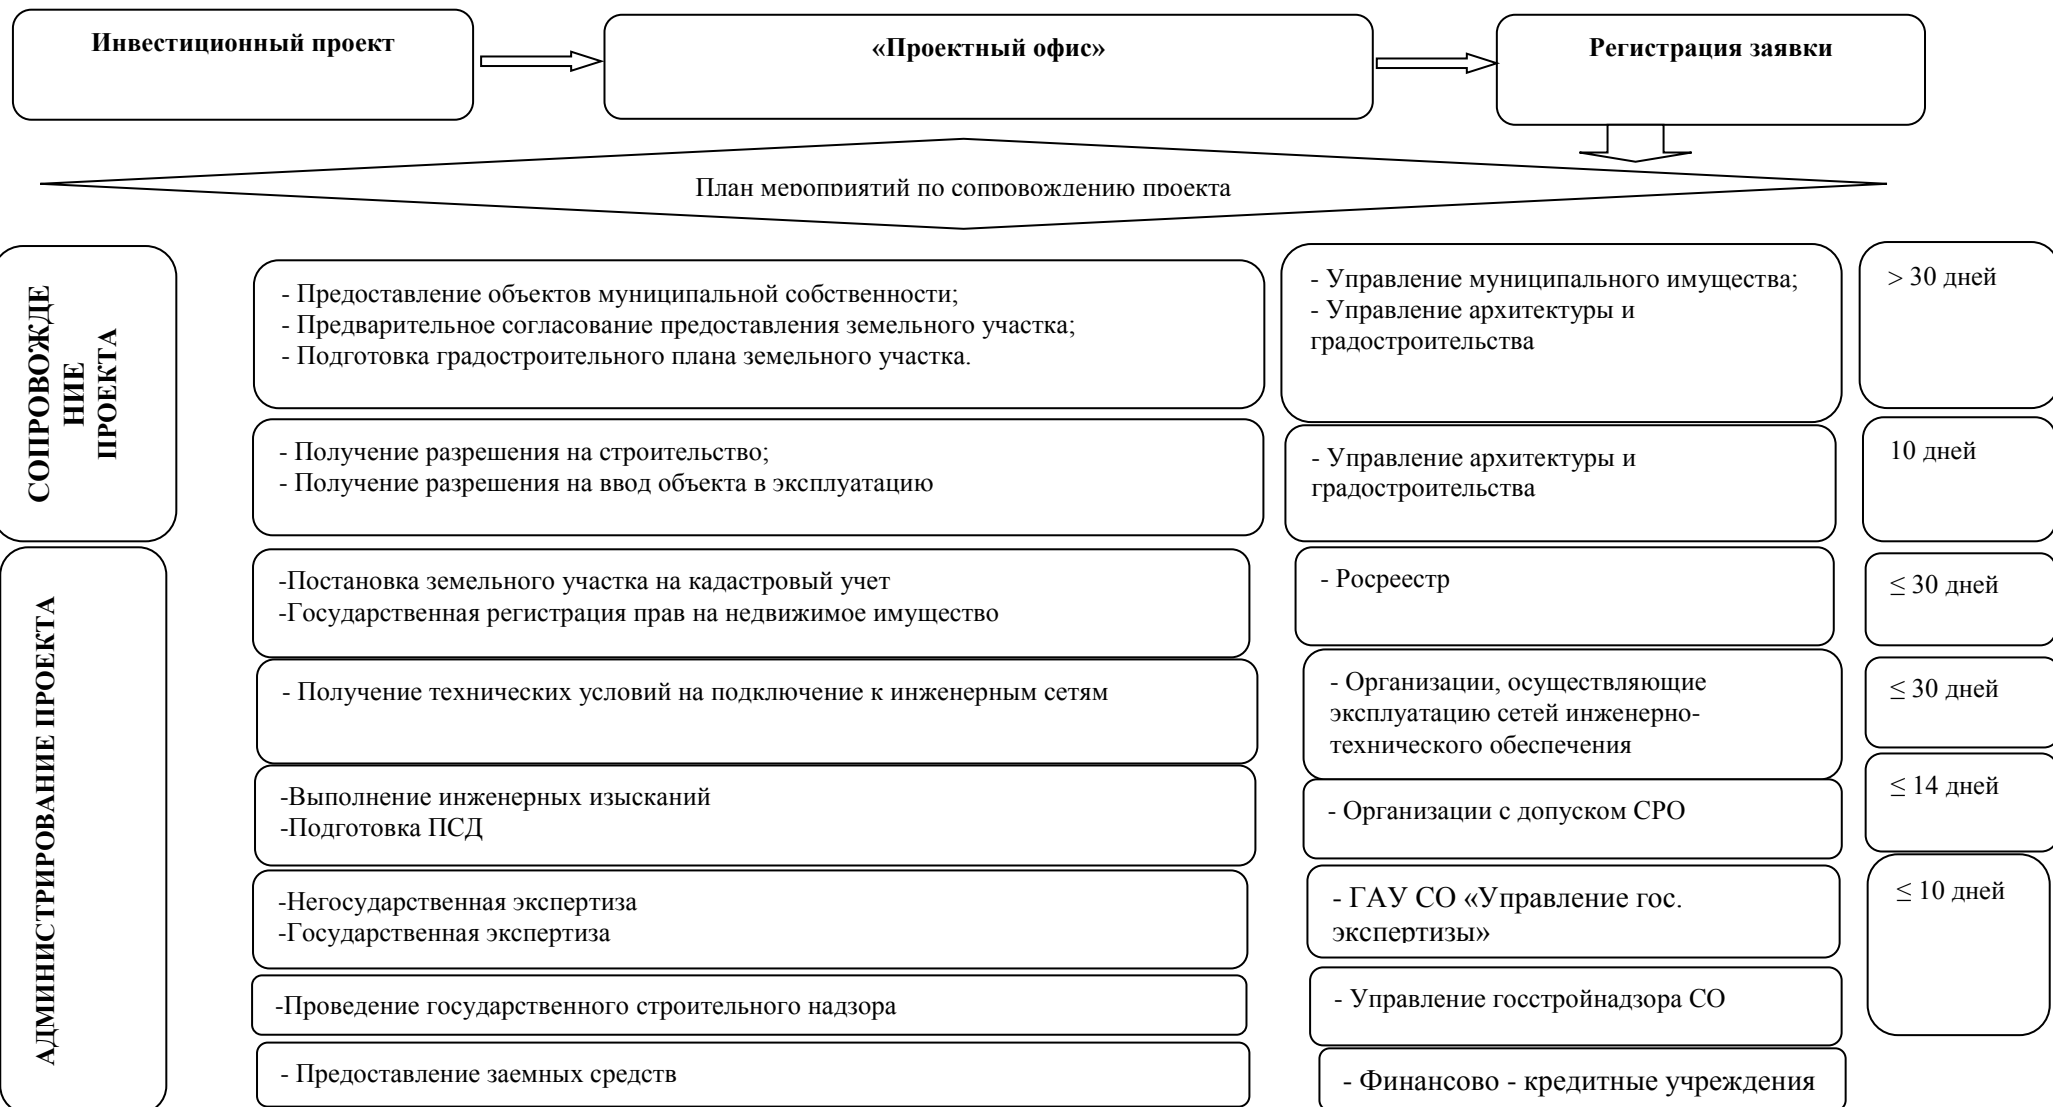 Инвестиционный проект
«Проектный офис»
Регистрация заявки
План мероприятий по сопровождению проекта
СОПРОВОЖДЕ
НИЕ
ПРОЕКТА
- Предоставление объектов муниципальной собственности;
- Предварительное согласование предоставления земельного участка;
- Подготовка градостроительного плана земельного участка.
- Управление муниципального имущества;
- Управление архитектуры и
градостроительства
> 30 дней
- Получение разрешения на строительство;
- Получение разрешения на ввод объекта в эксплуатацию
- Управление архитектуры и
градостроительства
10 дней
АДМИНИСТРИРОВАНИЕ ПРОЕКТА
-Постановка земельного участка на кадастровый учет
-Государственная регистрация прав на недвижимое имущество
- Росреестр
≤ 30 дней
- Получение технических условий на подключение к инженерным сетям
- Организации, осуществляющие
эксплуатацию сетей инженерно-
технического обеспечения
≤ 30 дней
-Выполнение инженерных изысканий
-Подготовка ПСД
- Организации с допуском СРО
≤ 14 дней
-Негосударственная экспертиза
-Государственная экспертиза
- ГАУ СО «Управление гос.
экспертизы»
≤ 10 дней
-Проведение государственного строительного надзора
- Управление госстройнадзора СО
- Предоставление заемных средств
- Финансово - кредитные учреждения